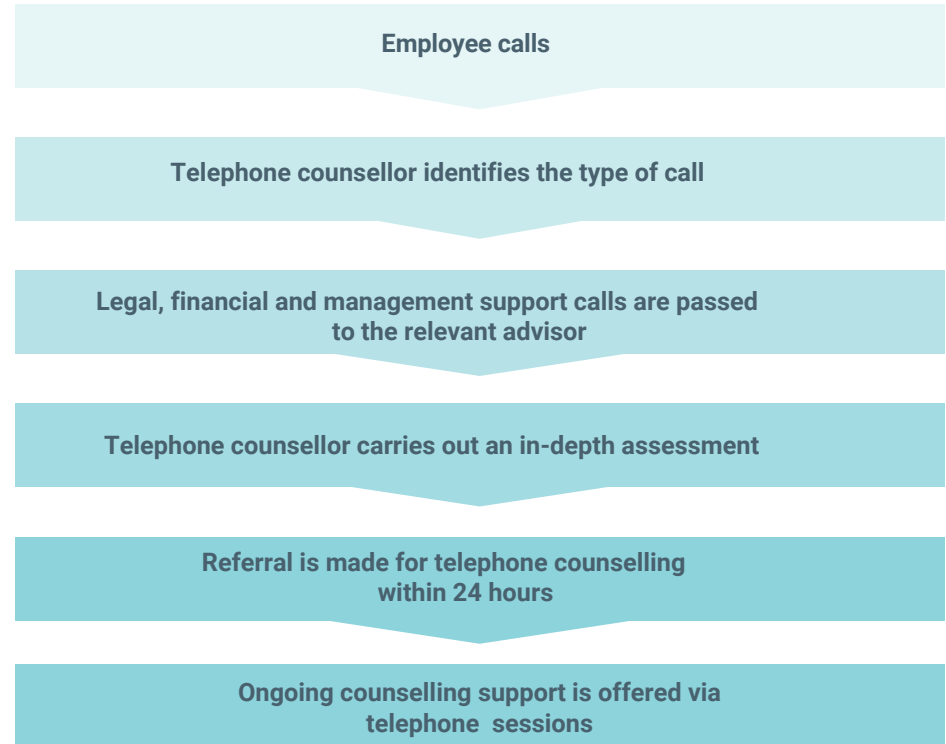 Employee calls
Telephone counsellor identifies the type of call
Legal, financial and management support calls are passed
to the relevant advisor
Telephone counsellor carries out an in-depth assessment
Referral is made for telephone counselling
within 24 hours
Ongoing counselling support is offered via
telephone  sessions